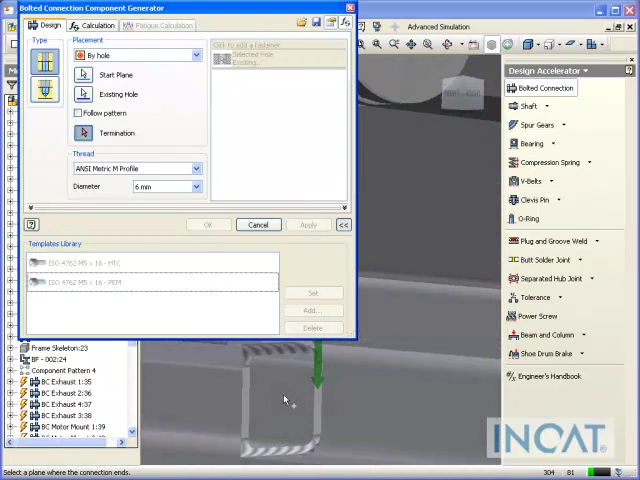 Bolted Connection Component Generator
Design
Calculation
Fatigue Calculation
Type
Placement
By hole
Start Plane
Existing Hole
Follow pattern
Termination
Thread
ANSI Metric M Profile
Diameter
6 mm
Click to add a fastener
Selected Hole
Existing...
OK
Cancel
Apply
<<
Templates Library
ISO 4762 M5 x 16 - HTC
ISO 4762 M5 x 16 - PEM
Set
Add...
Delete
Frame Skeleton:23
BF - 002:24
Component Pattern 4
BC Exhaust 1:35
BC Exhaust 2:36
BC Exhaust 4:37
BC Exhaust 3:38
BC Motor Mount 1:39
Advanced Simulation
Design Accelerator
Bolted Connection
Shaft
Spur Gears
Bearing
Compression Spring
V-Belts
Clevis Pin
O-Ring
Plug and Groove Weld
Butt Solder Joint
Separated Hub Joint
Tolerance
Power Screw
Beam and Column
Shoe Drum Brake
Engineer's Handbook
INCAT.
Select a plane where the connection ends.
304
81